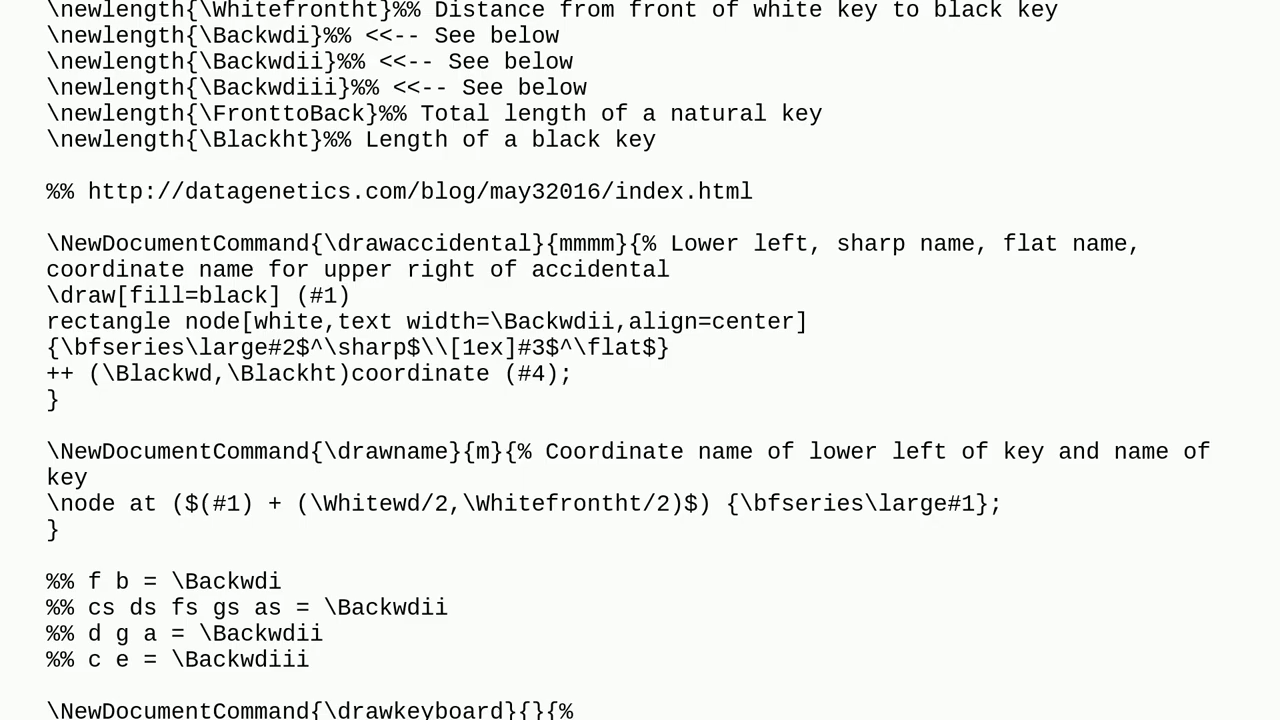 \newlength{\Whitefrontht}%% Distance from front of white key to black key
\newlength{\Backwdi}%% <<-- See below
\newlength{\Backwdii}%% <<-- See below
\newlength{\Backwdiii}%% <<-- See below
\newlength{\FronttoBack}%% Total length of a natural key
\newlength{\Blackht}%% Length of a black key
%% http://datagenetics.com/blog/may32016/index.html
\NewDocumentCommand{\drawaccidental}{mmmm}{% Lower left, sharp name, flat name,
coordinate name for upper right of accidental
\draw[fill=black] (#1)
rectangle node[white,text width=\Backwdii,align=center]
{\bfseries\large#2$^\sharp$\\[1ex]#3$^\flat$}
++ (\Blackwd,\Blackht)coordinate (#4);
}
\NewDocumentCommand{\drawname}{m}{% Coordinate name of lower left of key and name of
key
\node at ($(#1) + (\Whitewd/2,\Whitefrontht/2)$) {\bfseries\large#1};
}
%% f b = \Backwdi
%% cs ds fs gs as = \Backwdii
%% d g a = \Backwdii
%% c e = \Backwdiii
\NewDocumentCommand{\drawkeyboard}{}{%